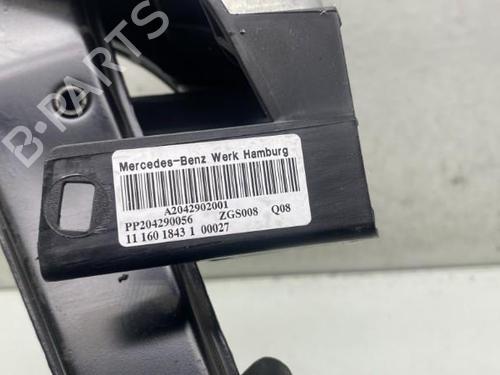 B-PARTS
Mercedes-Benz Werk Hamburg
A2042902001
PP204290056 ZGS008 Q08
11 160 1843 1 00027